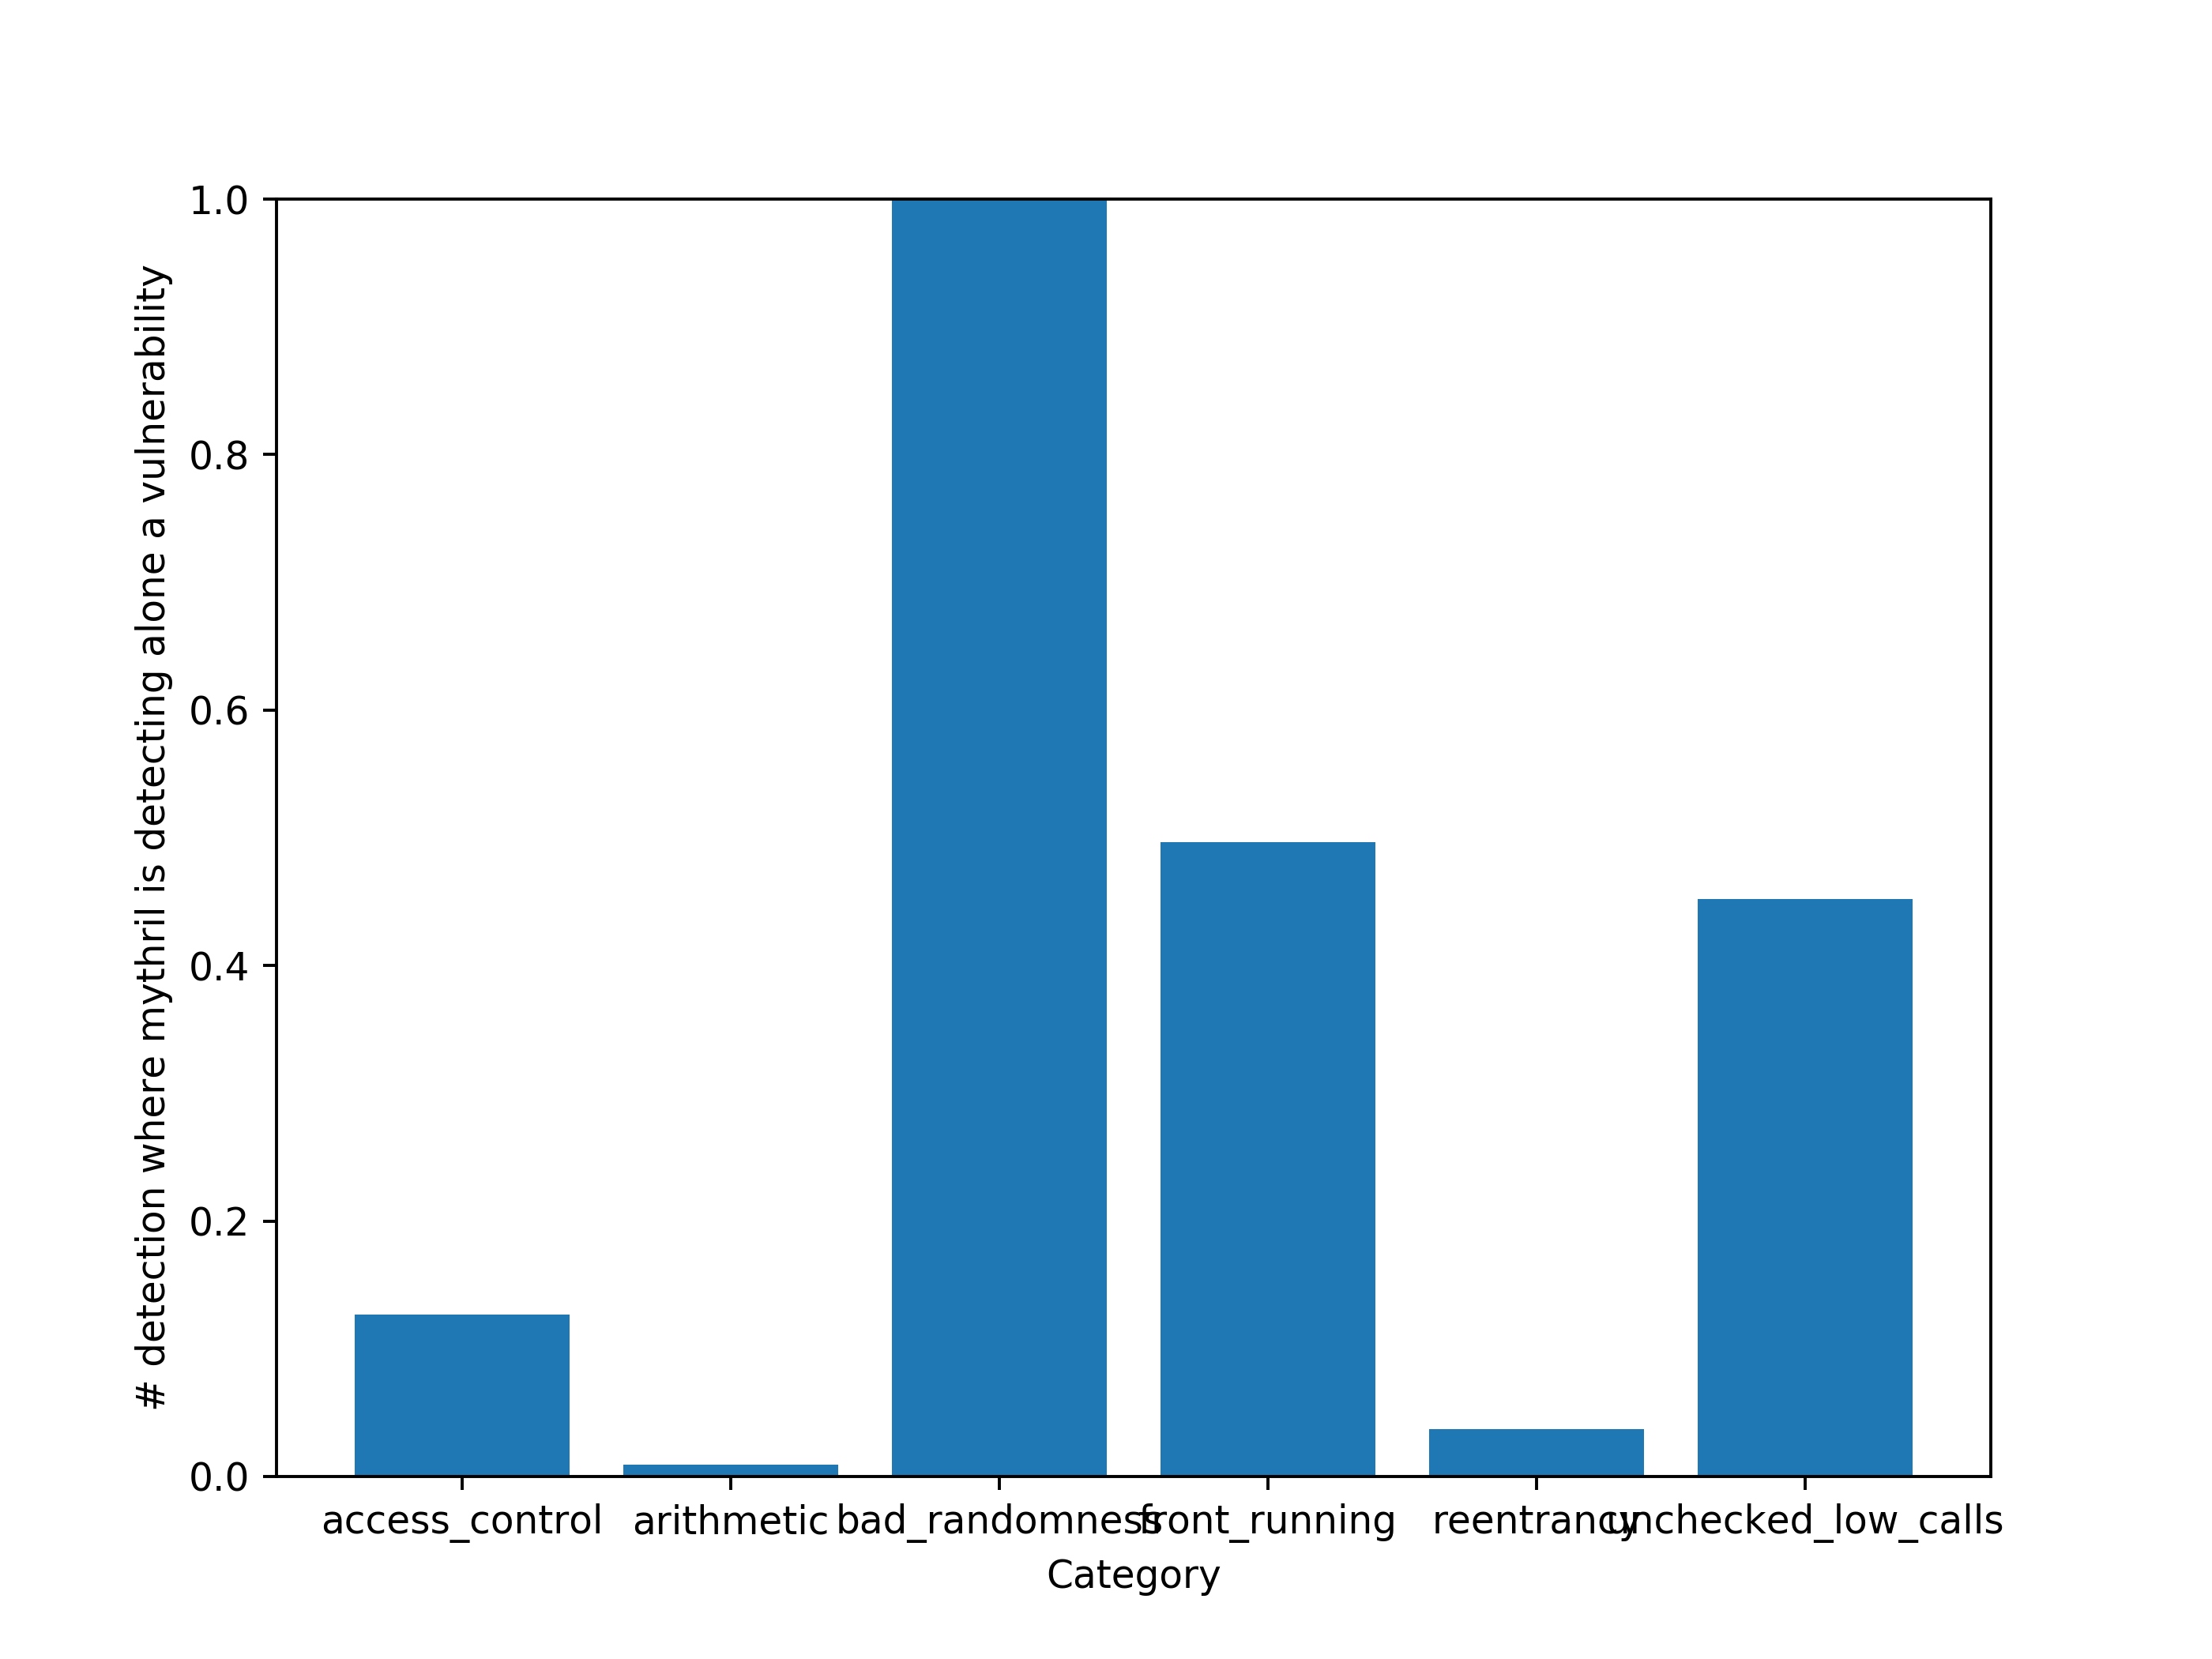 # detection where mythril is detecting alone a vulnerability
1.0
0.8
0.6
0.4
0.2
0.0
access_control arithmetic bad_randomness front_running reentrancy unchecked_low_calls
Category